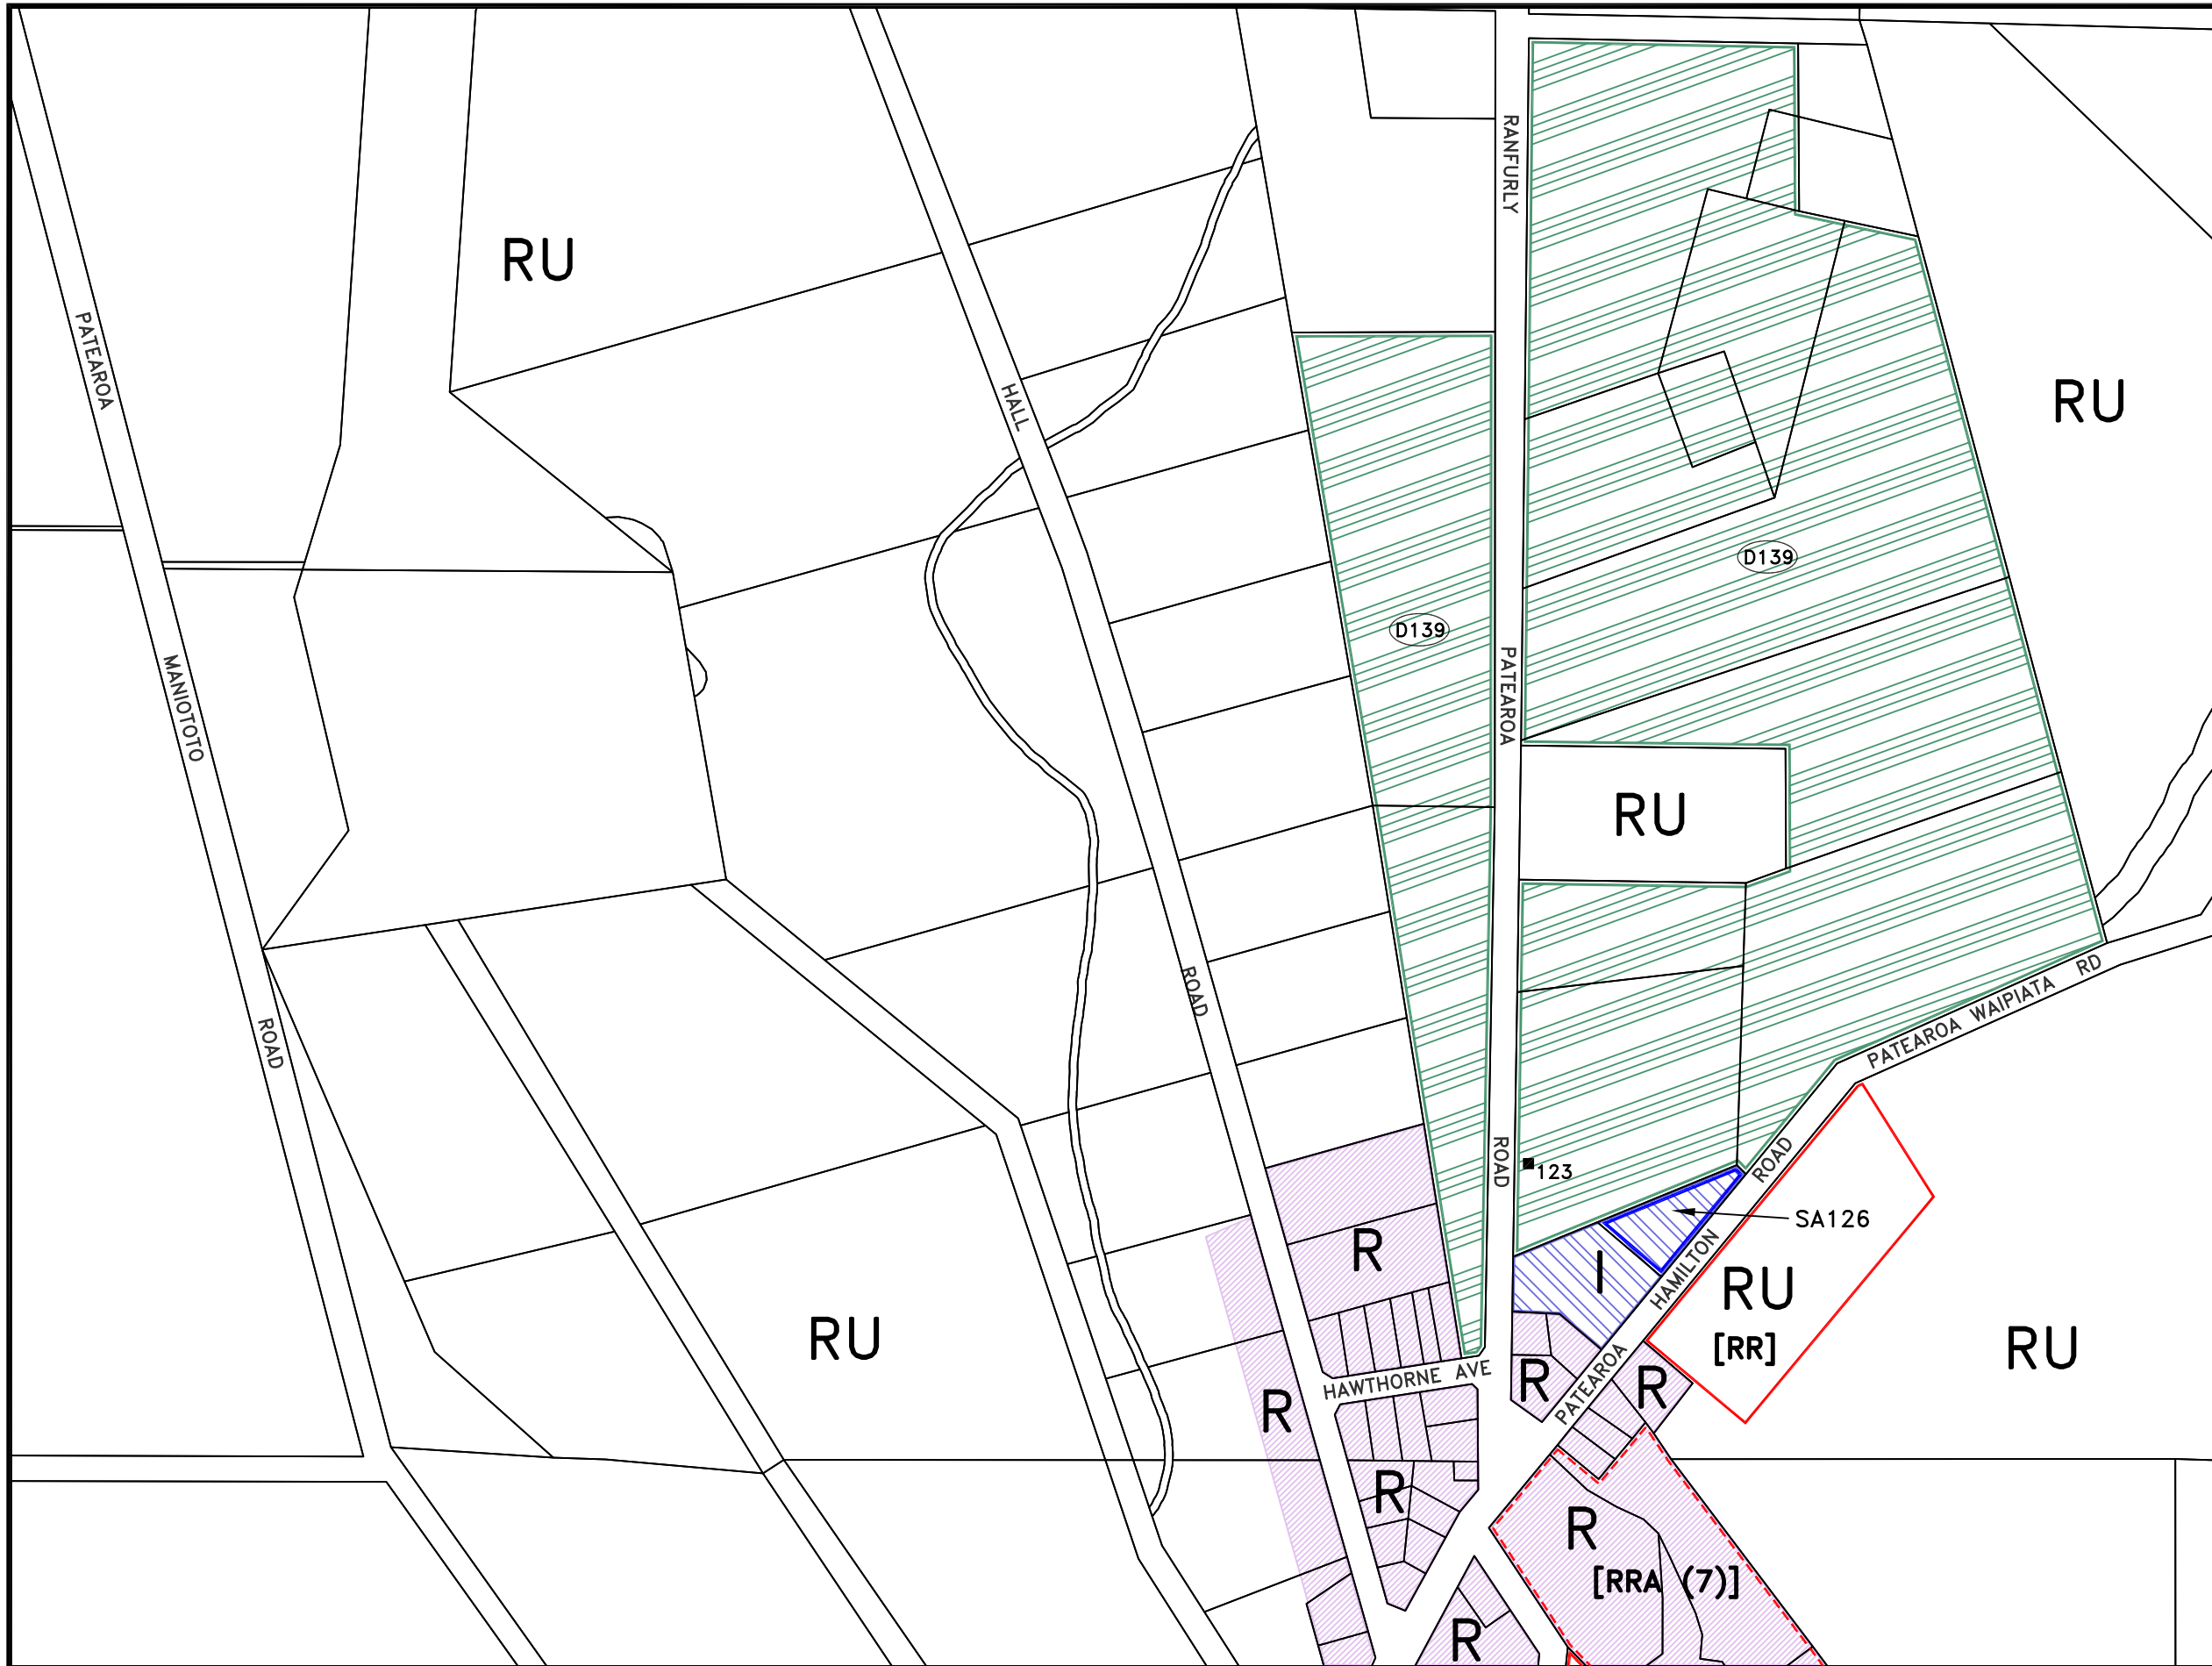 RANFURLY
RU
PATEAROA
HALL
RU
D139
D139
MANIOTOTO
PATEAROA
RU
ROAD
ROAD
PATEAROA WAIPIATA RD
ROAD
123
ROAD
SA126
R
I
HAMILTON
RU
[RR]
RU
RU
HAWTHORNE AVE
R
PATEAROA
R
R
R
R
[RRA (7)]
R